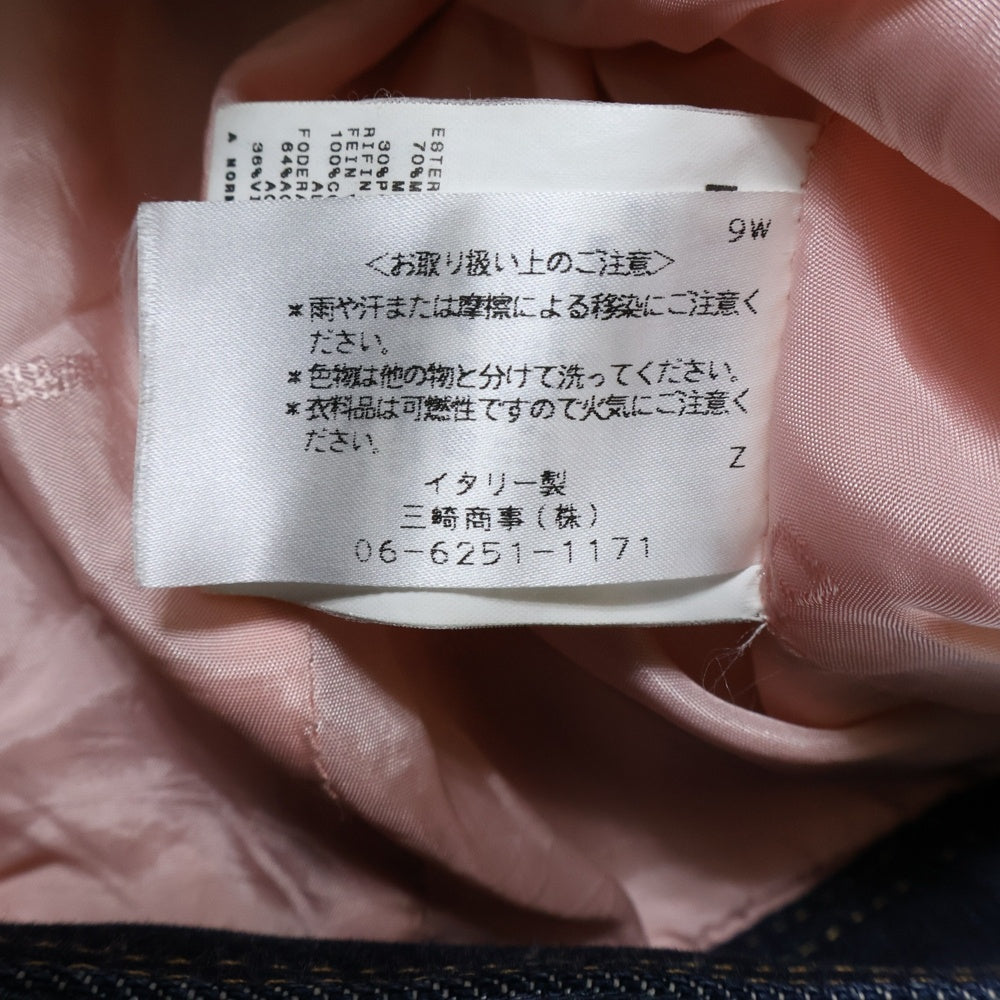 ESTER
70%M
M
30%P
RIFIN
FEIN T
100%CO
AL
FODERA
64%AC
AC
36%VI
A NORM
9W
<お取り扱い上のご注意>
*雨や汗または摩擦による移染にご注意く
ださい。
*色物は他の物と分けて洗ってください。
*衣料品は可燃性ですので火気にご注意く
ださい。
Z
イタリー製
三崎商事(株)
06-6251-1171